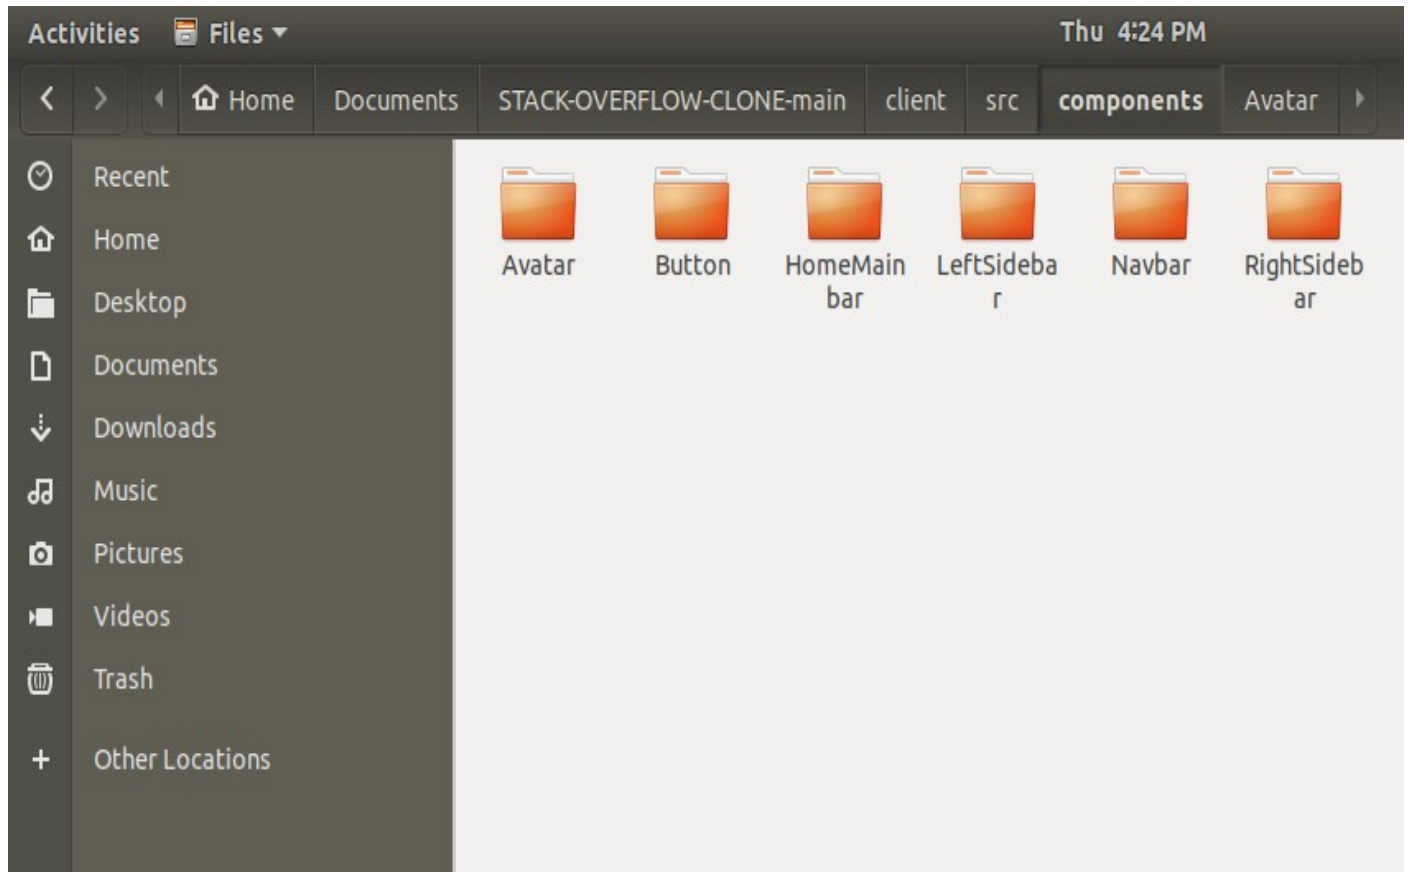 Activities Files Thu 4:24 PM
Home Documents STACK-OVERFLOW-CLONE-main client src components Avatar
Recent
Home
Desktop
Documents
Downloads
Music
Pictures
Videos
Trash
Other Locations
Avatar Button HomeMain LeftSideba Navbar RightSideb
bar r ar